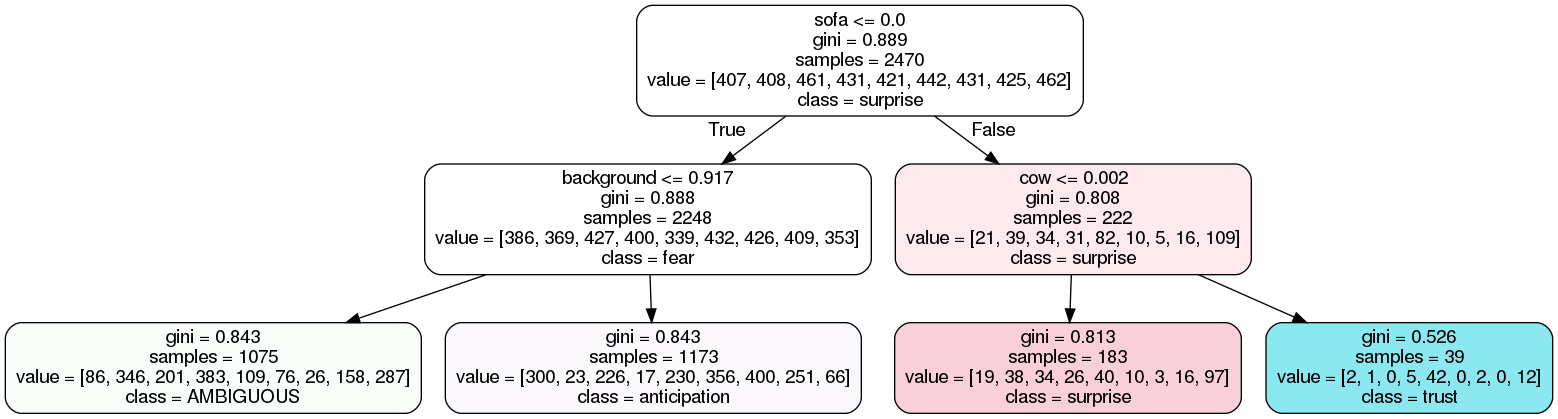 sofa <= 0.0
gini = 0.889
samples = 2470
value = [407, 408, 461, 431, 421, 442, 431, 425, 462]
class = surprise
True
False
background <= 0.917
gini = 0.888
samples = 2248
value = [386, 369, 427, 400, 339, 432, 426, 409, 353]
class = fear
cow <= 0.002
gini = 0.808
samples = 222
value = [21, 39, 34, 31, 82, 10, 5, 16, 109]
class = surprise
gini = 0.843
samples = 1075
value = [86, 346, 201, 383, 109, 76, 26, 158, 287]
class = AMBIGUOUS
gini = 0.843
samples = 1173
value = [300, 23, 226, 17, 230, 356, 400, 251, 66]
class = anticipation
gini = 0.813
samples = 183
value = [19, 38, 34, 26, 40, 10, 3, 16, 97]
class = surprise
gini = 0.526
samples = 39
value = [2, 1, 0, 5, 42, 0, 2, 0, 12]
class = trust